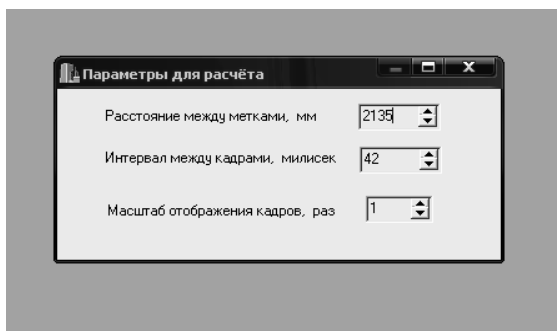 Параметры для расчёта
Расстояние между метками, мм 2135
Интервал между кадрами, милисек 42
Масштаб отображения кадров, раз 1